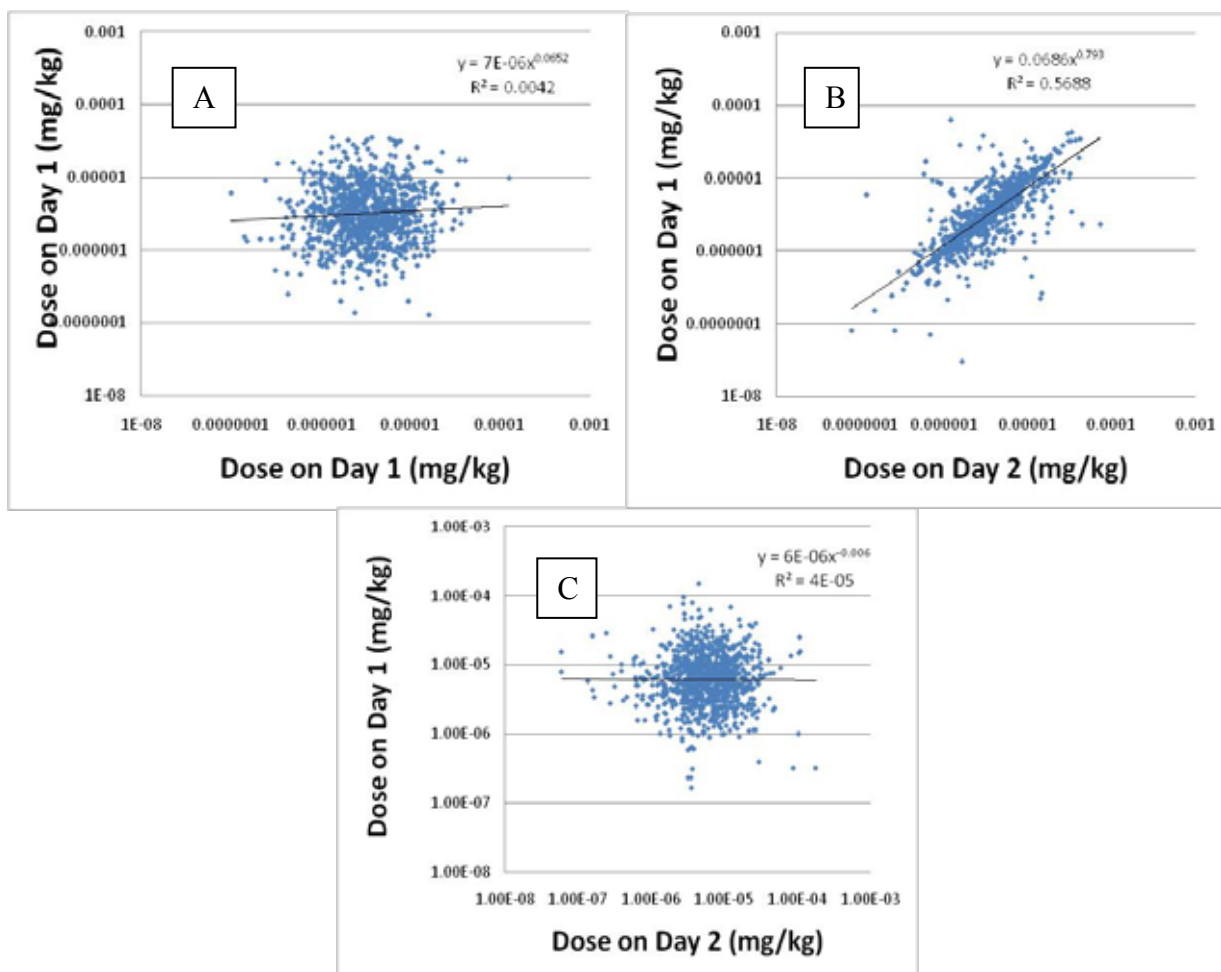 0.001
y = 7E-06x^0.0652
R² = 0.0042
A
0.0001
0.00001
0.000001
0.0000001
1E-08
Dose on Day 1 (mg/kg)
1E-08 0.0000001 0.000001 0.00001 0.0001 0.001
Dose on Day 1 (mg/kg)
0.001
y = 0.0686x^0.793
R² = 0.5688
B
0.0001
0.00001
0.000001
0.0000001
1E-08
Dose on Day 1 (mg/kg)
1E-08 0.0000001 0.000001 0.00001 0.0001 0.001
Dose on Day 2 (mg/kg)
1.00E-03
y = 6E-06x^-0.006
R² = 4E-05
C
1.00E-04
1.00E-05
1.00E-06
1.00E-07
1.00E-08
Dose on Day 1 (mg/kg)
1.00E-08 1.00E-07 1.00E-06 1.00E-05 1.00E-04 1.00E-03
Dose on Day 2 (mg/kg)